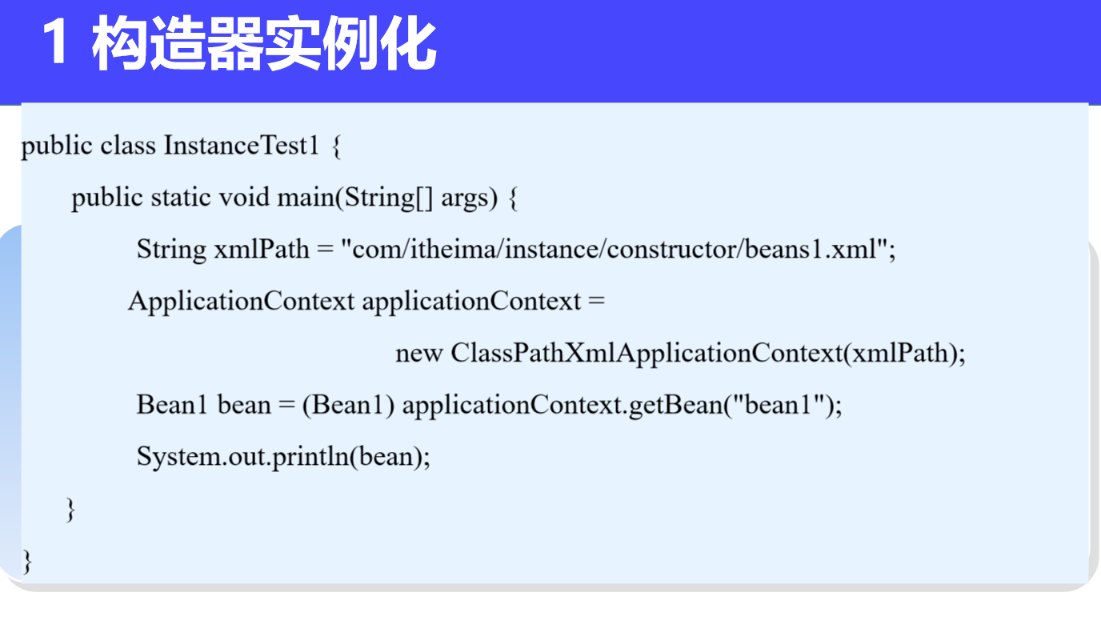 1 构造器实例化
public class InstanceTest1 {
public static void main(String[] args) {
String xmlPath = "com/itheima/instance/constructor/beans1.xml";
ApplicationContext applicationContext =
new ClassPathXmlApplicationContext(xmlPath);
Bean1 bean = (Bean1) applicationContext.getBean("bean1");
System.out.println(bean);
}
}